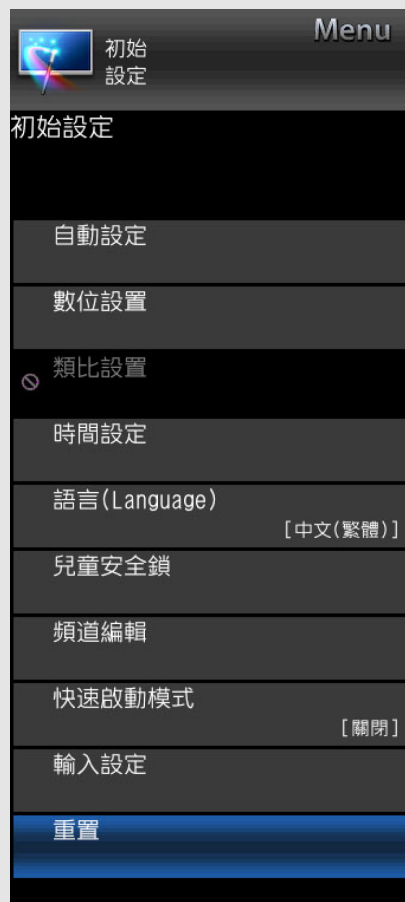 Menu
初始
設定
初始設定
自動設定
數位設置
類比設置
時間設定
語言(Language)
[中文(繁體)]
兒童安全鎖
頻道編輯
快速啟動模式
[關閉]
輸入設定
重置